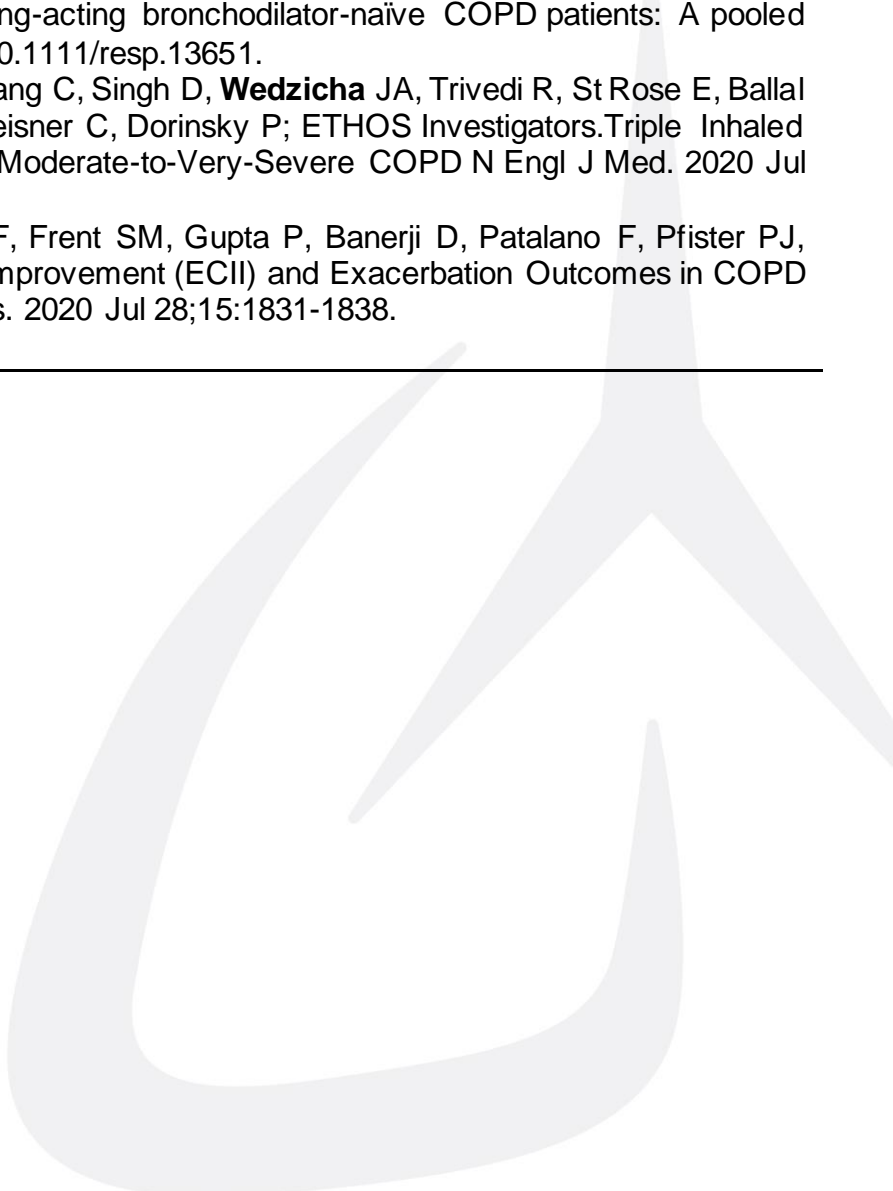 ng-acting bronchodilator-naïve COPD patients: A pooled
0.1111/resp.13651.
ang C, Singh D, Wedzicha JA, Trivedi R, St Rose E, Ballal
eisner C, Dorinsky P; ETHOS Investigators.Triple Inhaled
Moderate-to-Very-Severe COPD N Engl J Med. 2020 Jul
F, Frent SM, Gupta P, Banerji D, Patalano F, Pfister PJ,
mprovement (ECII) and Exacerbation Outcomes in COPD
s. 2020 Jul 28;15:1831-1838.